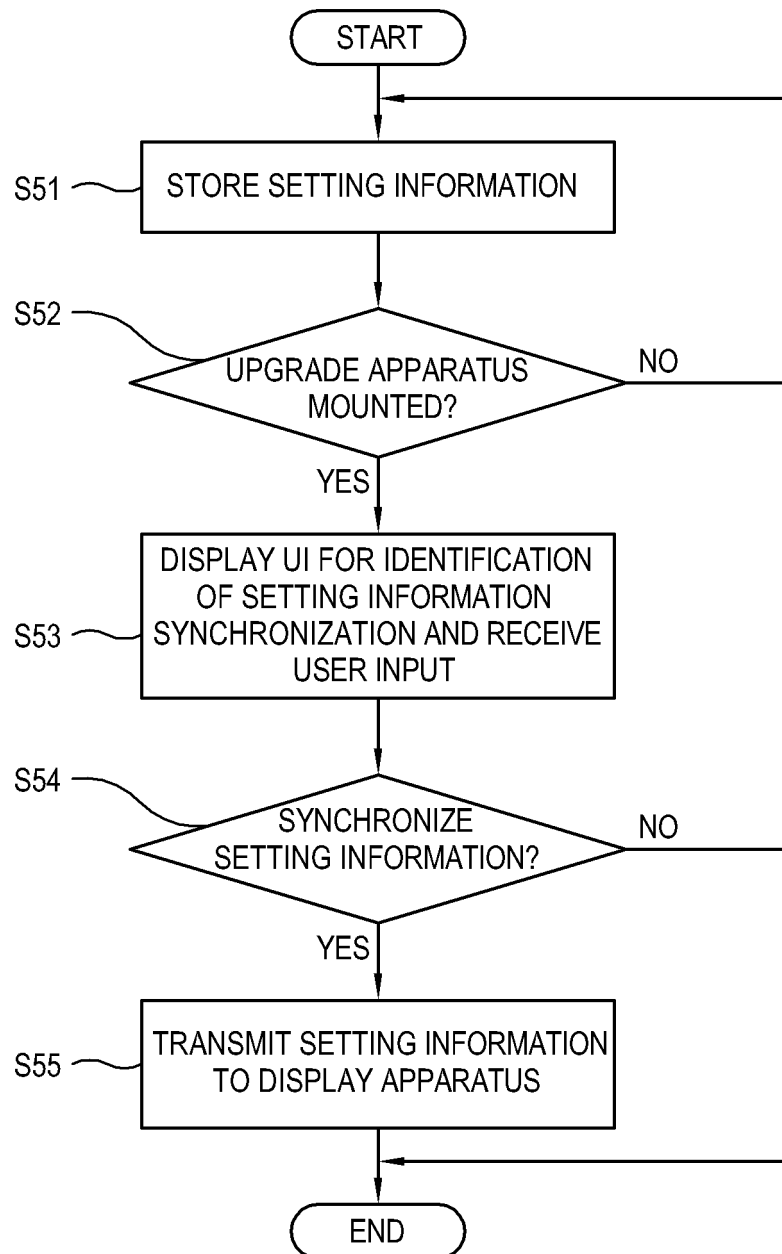 START
S51
STORE SETTING INFORMATION
S52
UPGRADE APPARATUS
MOUNTED?
NO
YES
S53
DISPLAY UI FOR IDENTIFICATION
OF SETTING INFORMATION
SYNCHRONIZATION AND RECEIVE
USER INPUT
S54
SYNCHRONIZE
SETTING INFORMATION?
NO
YES
S55
TRANSMIT SETTING INFORMATION
TO DISPLAY APPARATUS
END